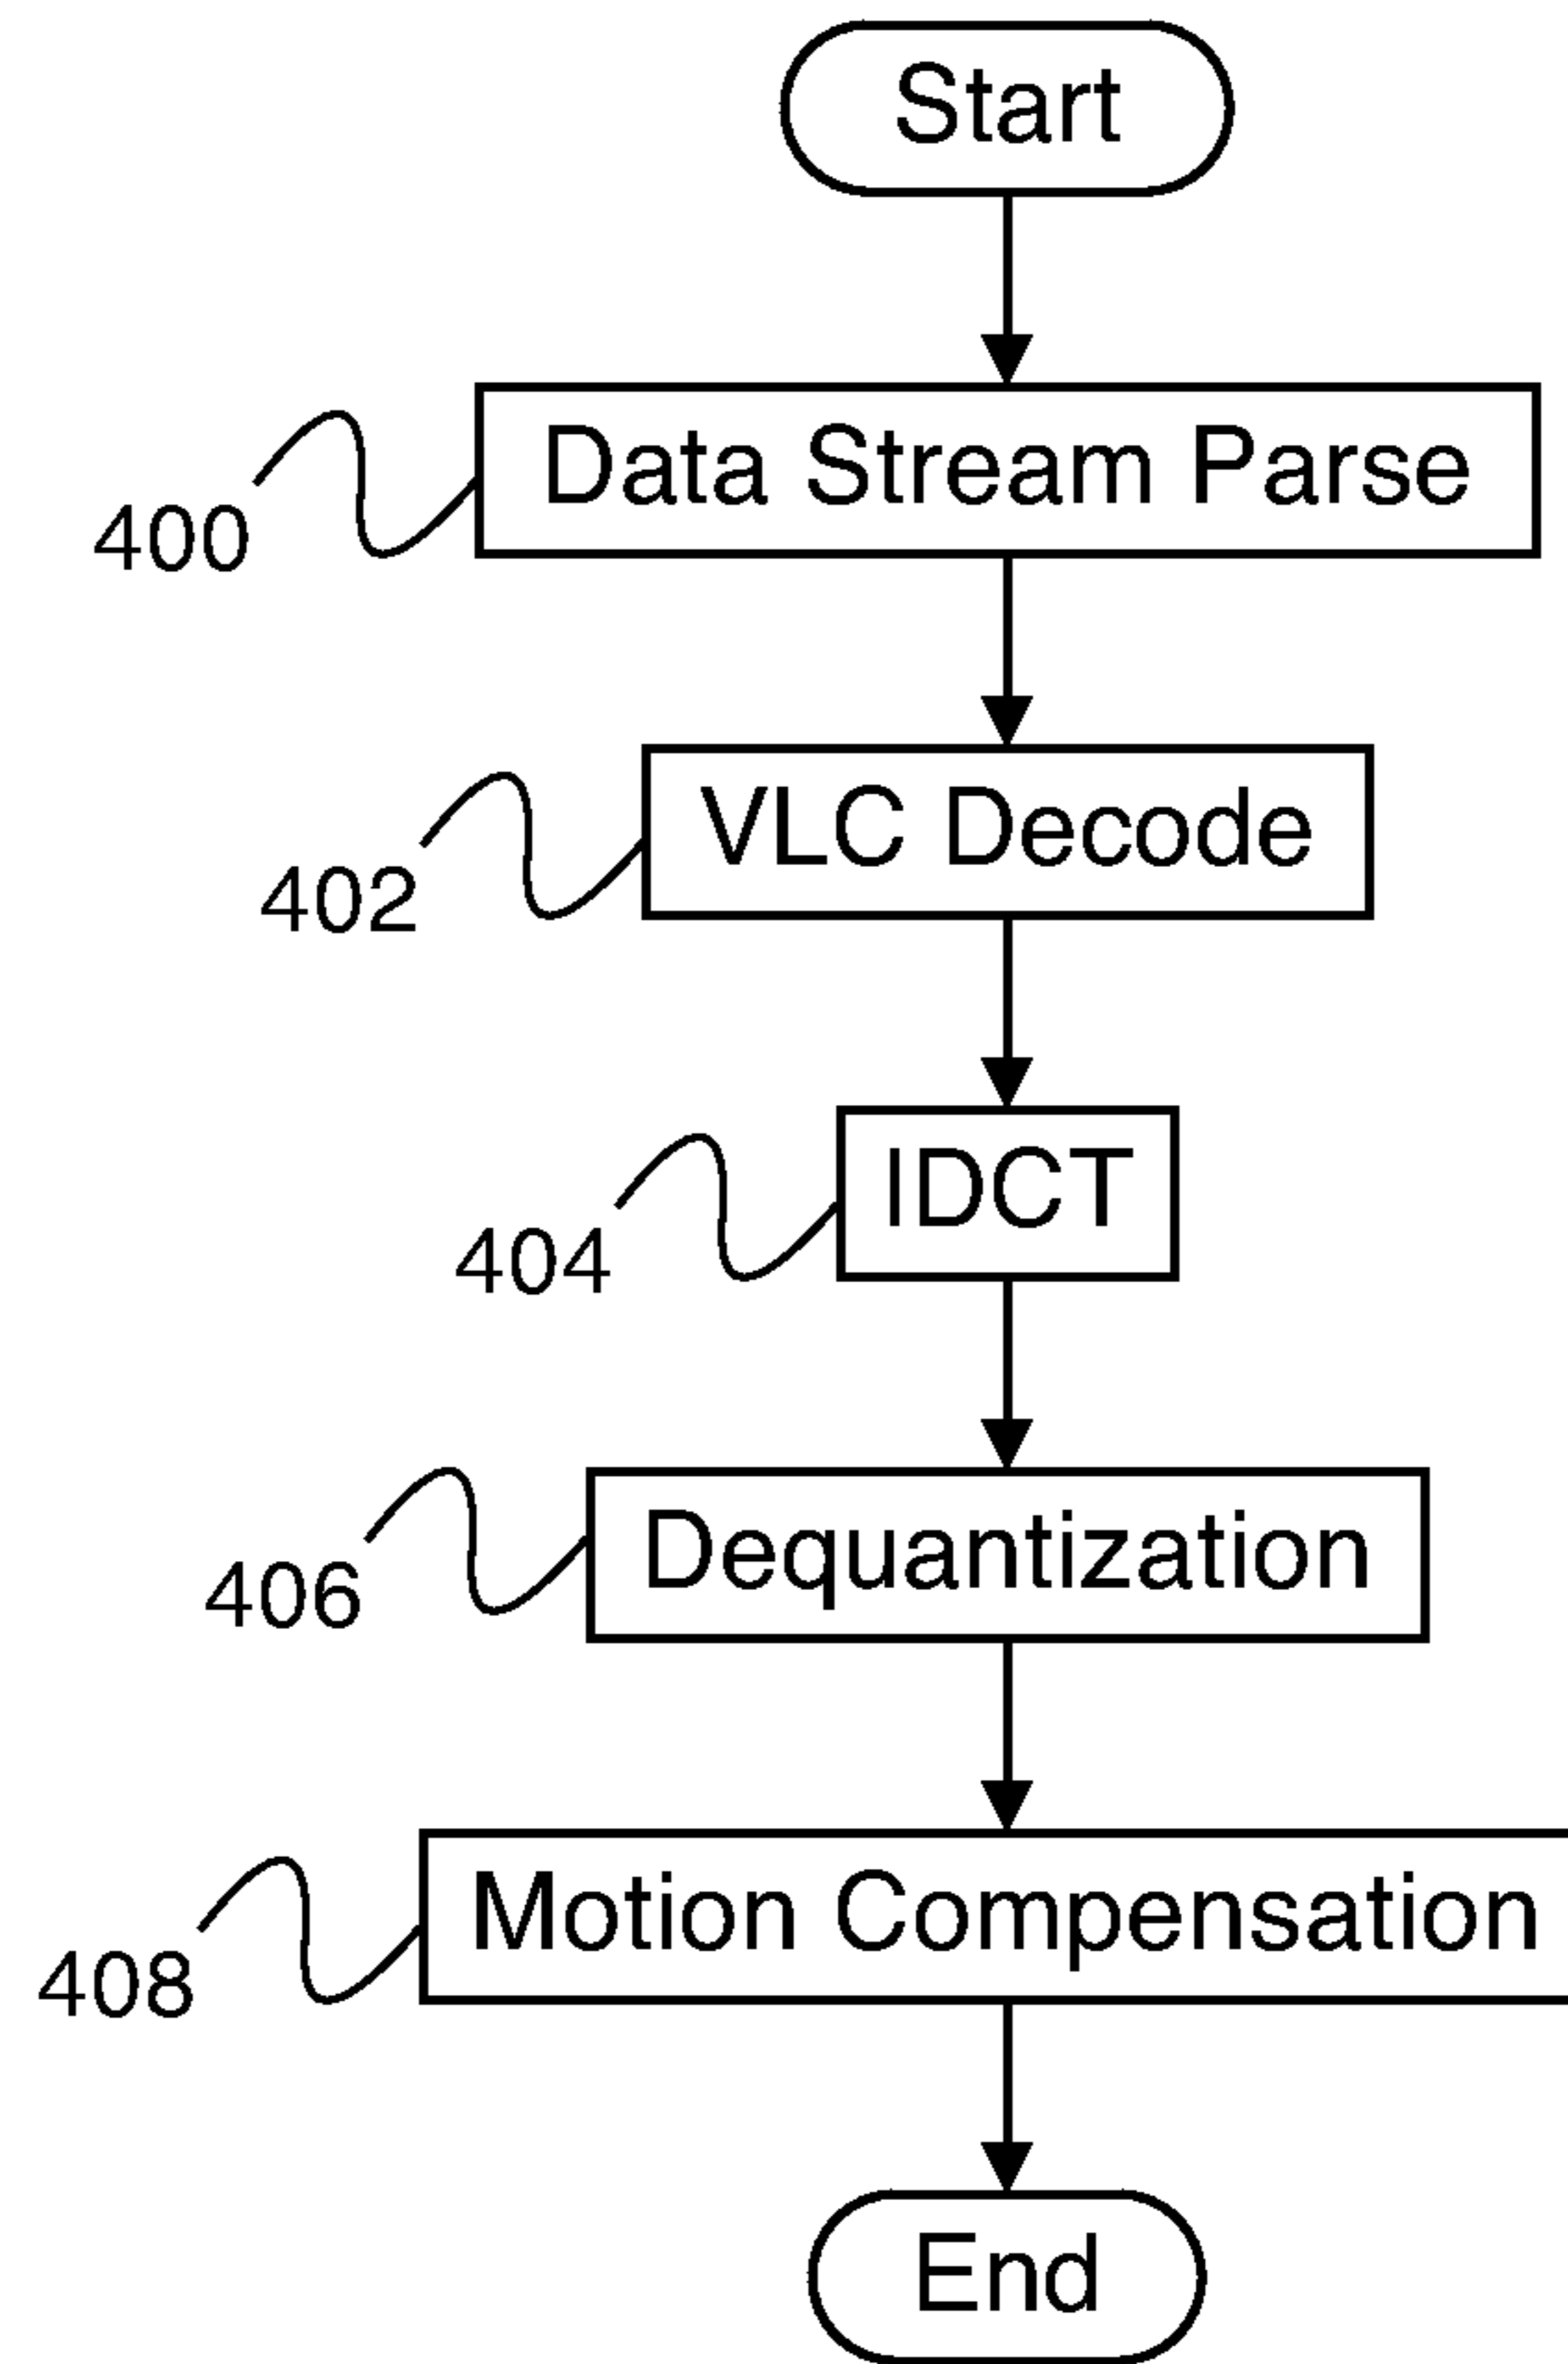 Start
Data Stream Parse
400
VLC Decode
402
IDCT
404
Dequantization
406
Motion Compensation
408
End